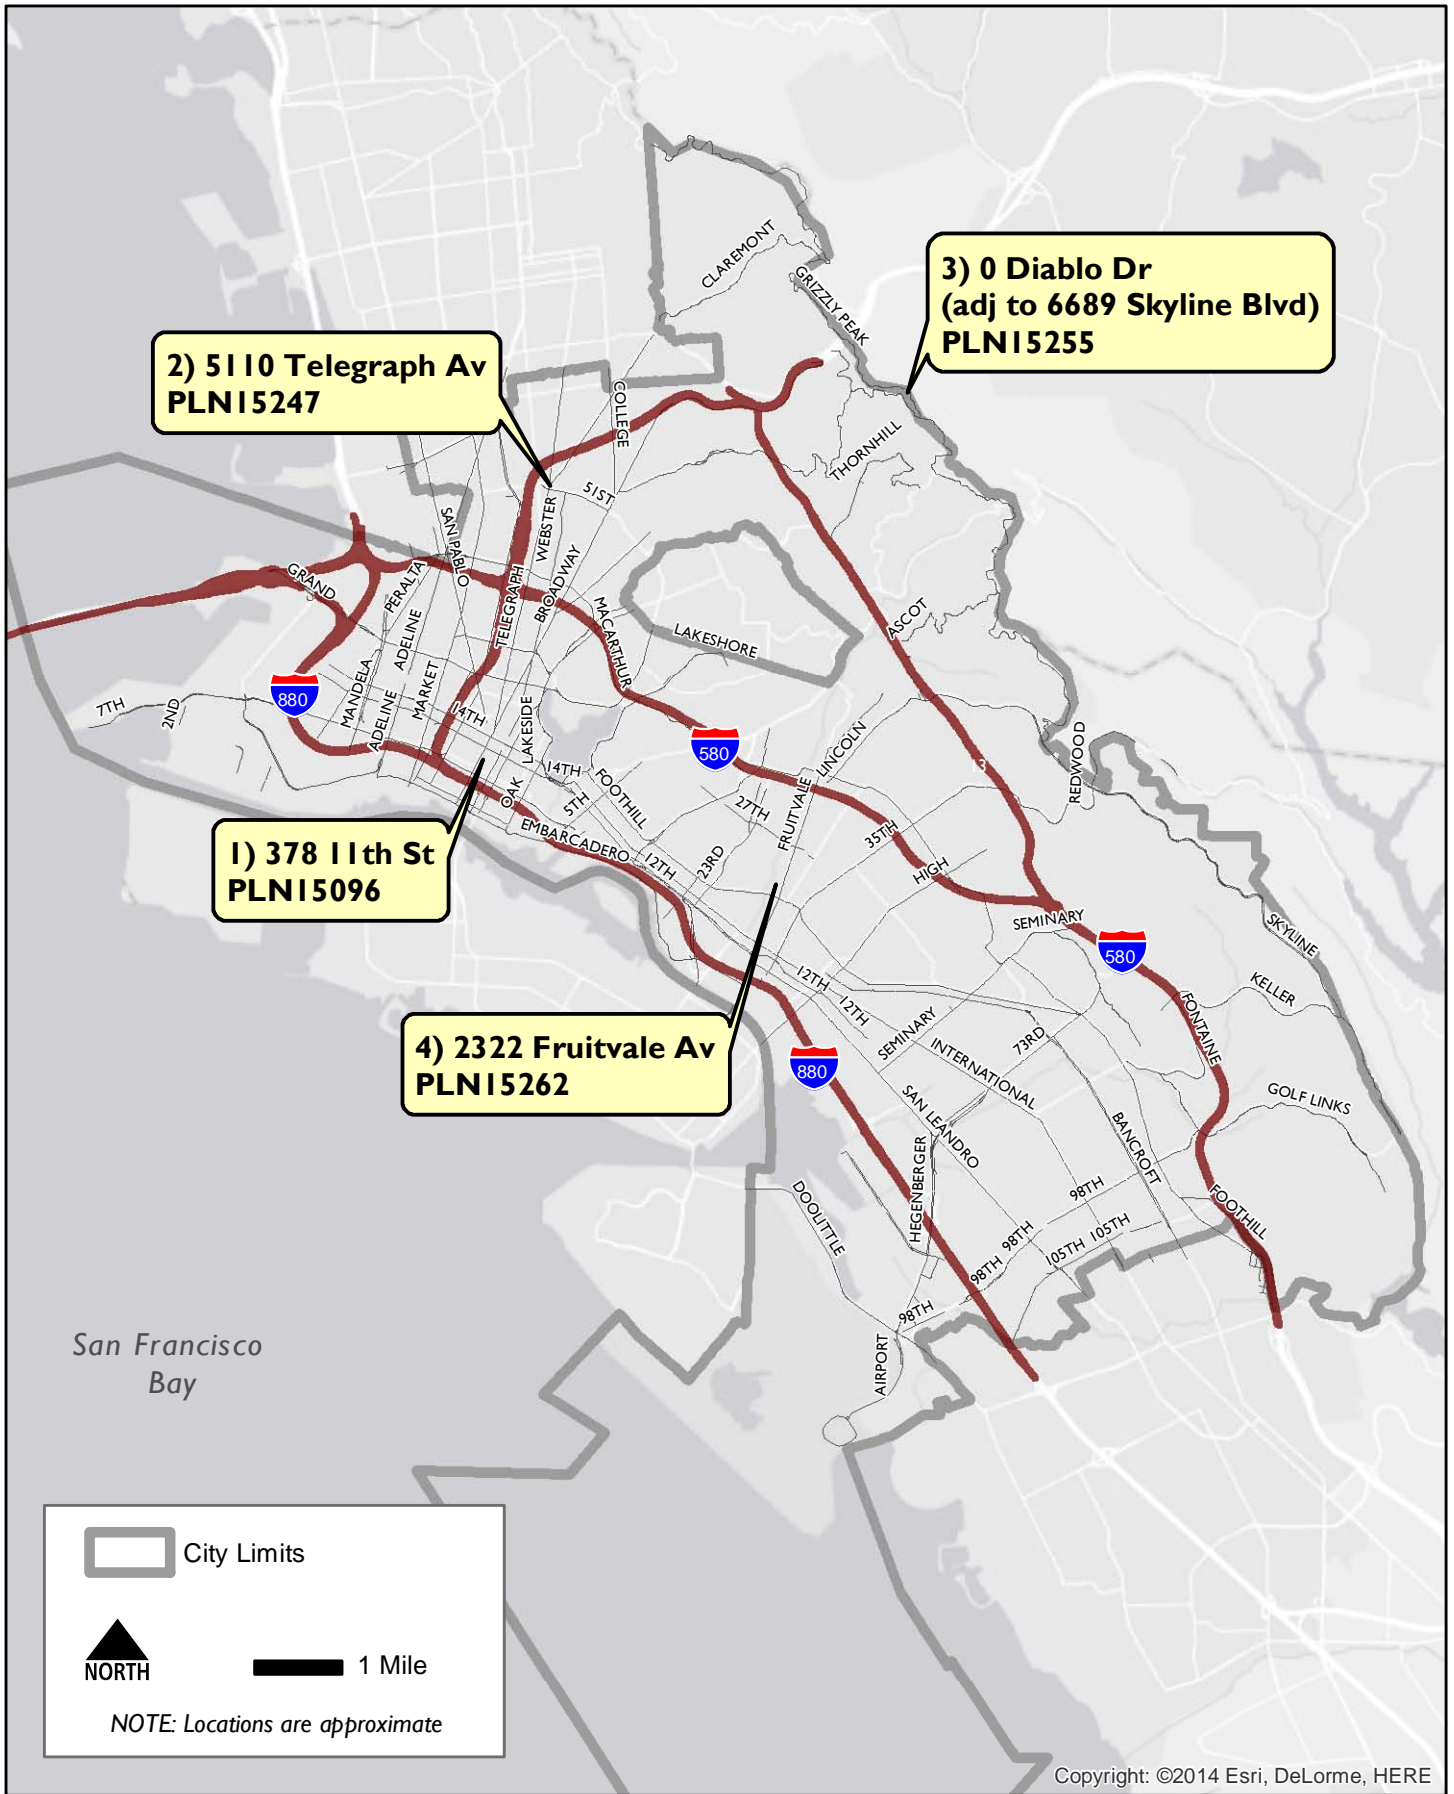 CLAREMONT
GRIZZLY PEAK
3) 0 Diablo Dr
(adj to 6689 Skyline Blvd)
PLN15255
2) 5110 Telegraph Av
PLN15247
COLLEGE
THORNHILL
51ST
WEBSTER
SAN PABLO
BROADWAY
TELEGRAPH
GRAND
PERALTA
ADELINE
MACARTHUR
LAKESHORE
ASCOT
880
7TH
2ND
MANDELA
ADELINE
MARKET
14TH
LAKESIDE
580
LINCOLN
REDWOOD
13
14TH
OAK
5TH
FOOTHILL
27TH
FRUITVALE
35TH
HIGH
EMBARCADERO
12TH
23RD
1) 378 11th St
PLN15096
SEMINARY
580
SKYLINE
KELLER
FONTAINE
12TH
12TH
SEMINARY
73RD
INTERNATIONAL
4) 2322 Fruitvale Av
PLN15262
880
SAN LEANDRO
GOLF LINKS
BANCROFT
HEGENBERGER
98TH
FOOTHILL
DOOLITTLE
98TH
105TH
105TH
98TH
98TH
AIRPORT
San Francisco
Bay
City Limits
NORTH
1 Mile
NOTE: Locations are approximate
Copyright: ©2014 Esri, DeLorme, HERE